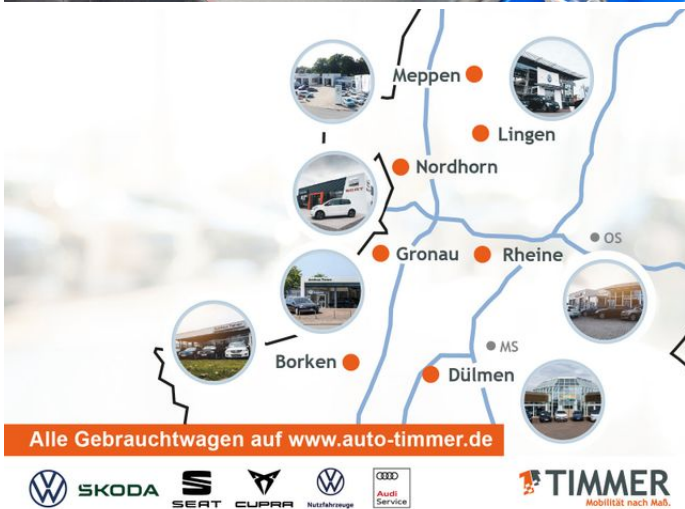 Meppen
Lingen
Nordhorn
OS
Gronau
Rheine
MS
Borken
Dülmen
Alle Gebrauchtwagen auf www.auto-timmer.de
ŠKODA
SEAT
CUPRA
Nutzfahrzeuge
Audi
Service
TIMMER
Mobilität nach Maß.